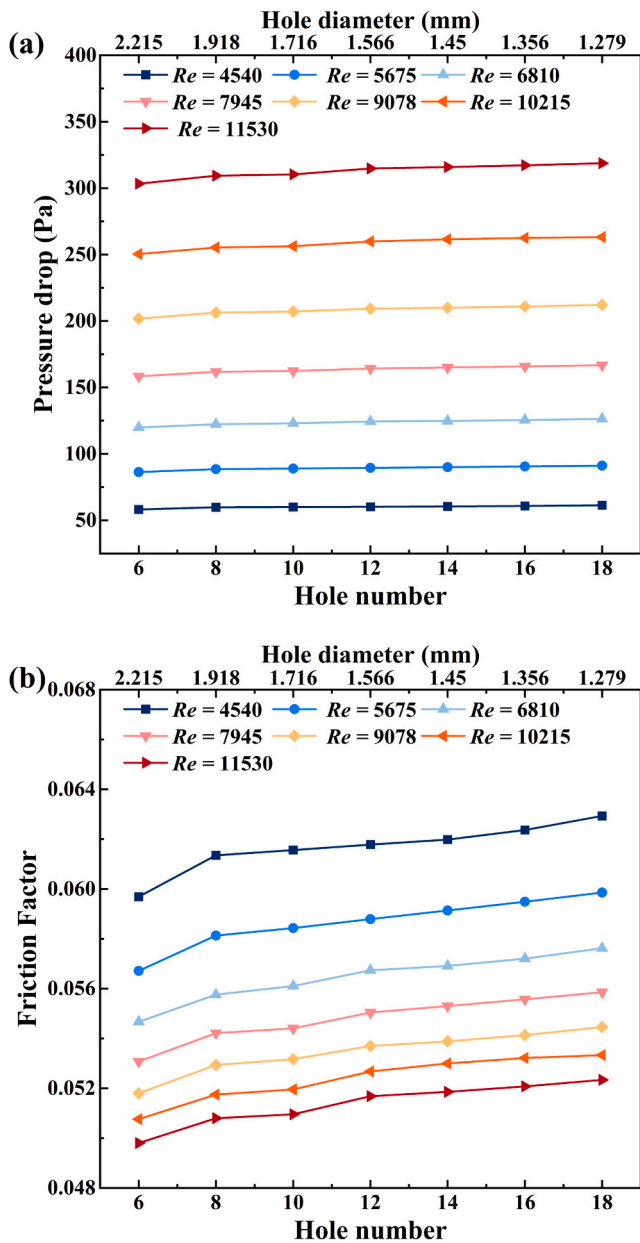 (a)
Hole diameter (mm)
2.215 1.918 1.716 1.566 1.45 1.356 1.279
400
350
300
250
200
150
100
50
Pressure drop (Pa)
Re = 4540 Re = 5675 Re = 6810
Re = 7945 Re = 9078 Re = 10215
Re = 11530
6 8 10 12 14 16 18
Hole number
(b)
Hole diameter (mm)
2.215 1.918 1.716 1.566 1.45 1.356 1.279
0.068
0.064
0.060
0.056
0.052
0.048
Friction Factor
Re = 4540 Re = 5675 Re = 6810
Re = 7945 Re = 9078 Re = 10215
Re = 11530
6 8 10 12 14 16 18
Hole number